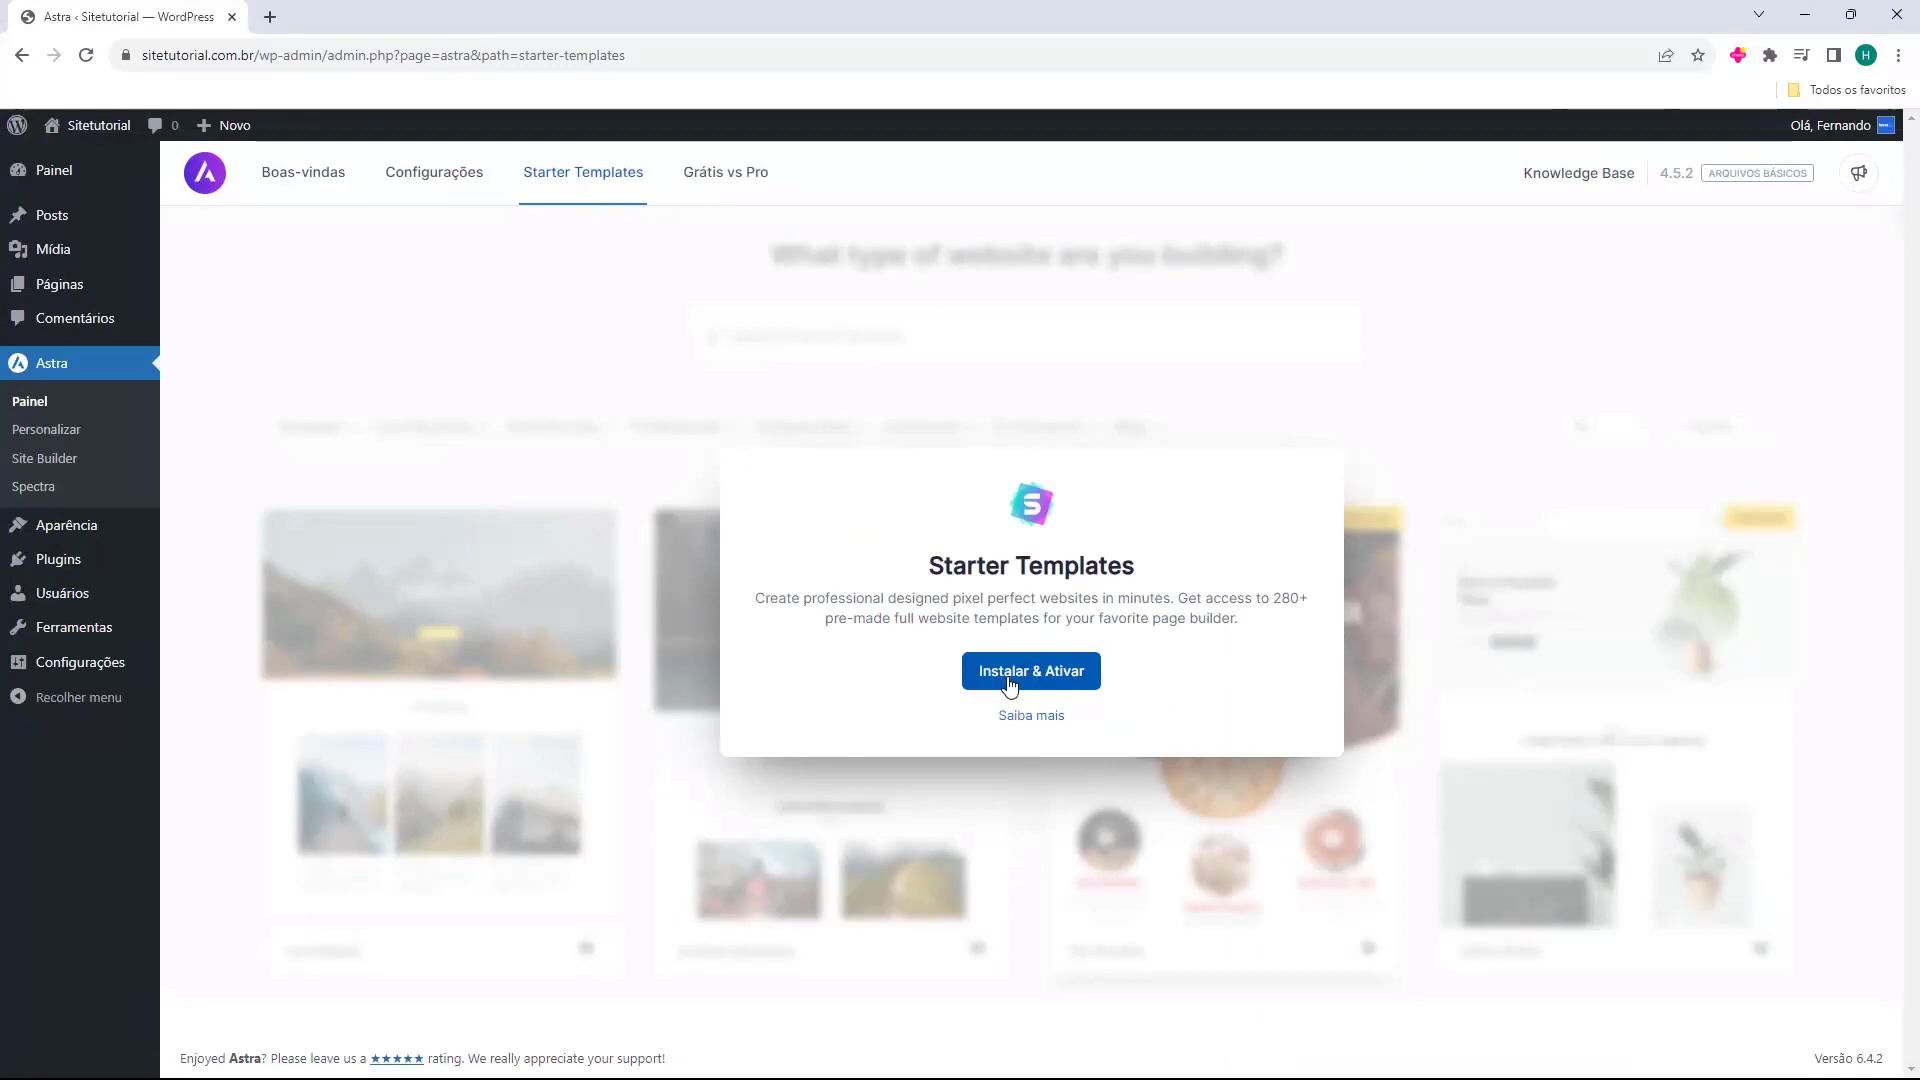 Astra ‹ Sitetutorial — WordPress
sitetutorial.com.br/wp-admin/admin.php?page=astra&path=starter-templates
H
Todos os favoritos
Sitetutorial 0 Novo
Olá, Fernando
Painel
Posts
Mídia
Páginas
Comentários
Astra
Painel
Personalizar
Site Builder
Spectra
Aparência
Plugins
Usuários
Ferramentas
Configurações
Recolher menu
Boas-vindas Configurações Starter Templates Grátis vs Pro
Knowledge Base 4.5.2 ARQUIVOS BÁSICOS
What type of website are you building?
Starter Templates
Create professional designed pixel perfect websites in minutes. Get access to 280+
pre-made full website templates for your favorite page builder.
Instalar & Ativar
Saiba mais
Enjoyed Astra? Please leave us a ★★★★★ rating. We really appreciate your support!
Versão 6.4.2